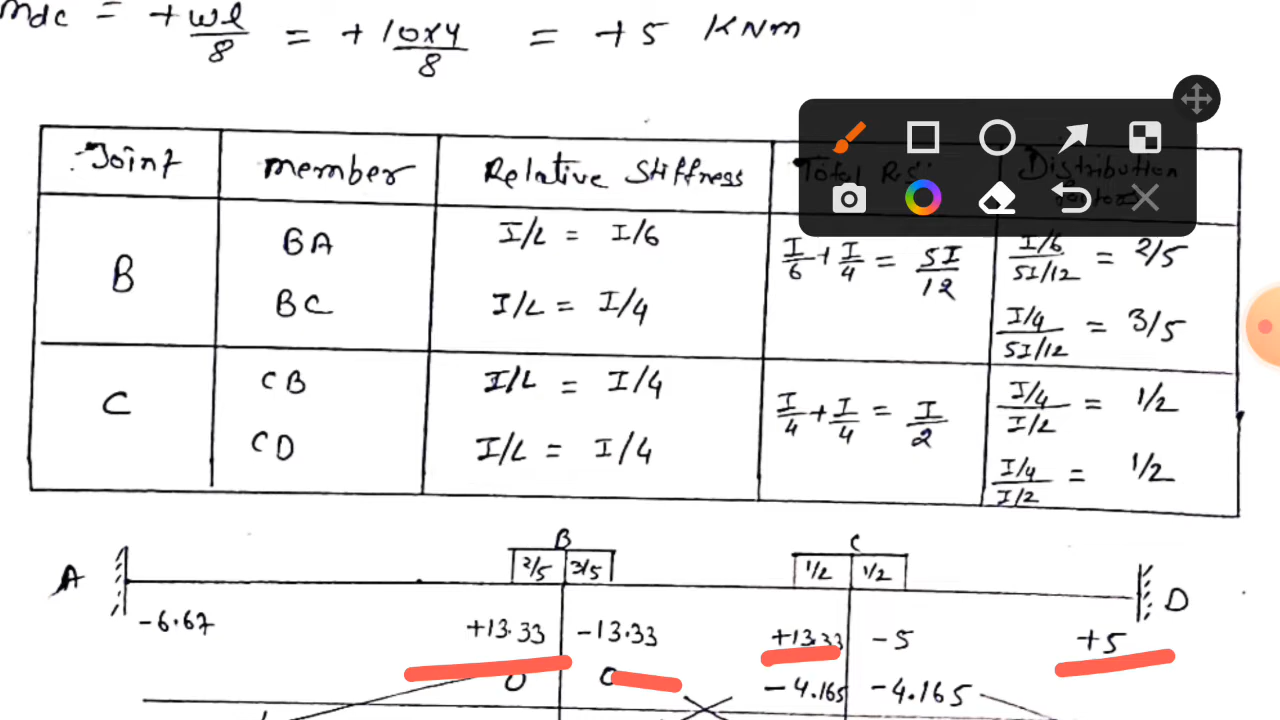 mdc = +wl/8 = +10x4/8 = +5 KNm
Joint member Relative Stiffness Total R.S. Distribution factor
B
BA I/L = I/6
BC I/L = I/4
I/6 + I/4 = 5I/12
I/6 / 5I/12 = 2/5
I/4 / 5I/12 = 3/5
C
CB I/L = I/4
CD I/L = I/4
I/4 + I/4 = I/2
I/4 / I/2 = 1/2
I/4 / I/2 = 1/2
B C
A 2/5 3/5 1/2 1/2 D
-6.67 +13.33 -13.33 +13.33 -5 +5
0 0 -4.165 -4.165